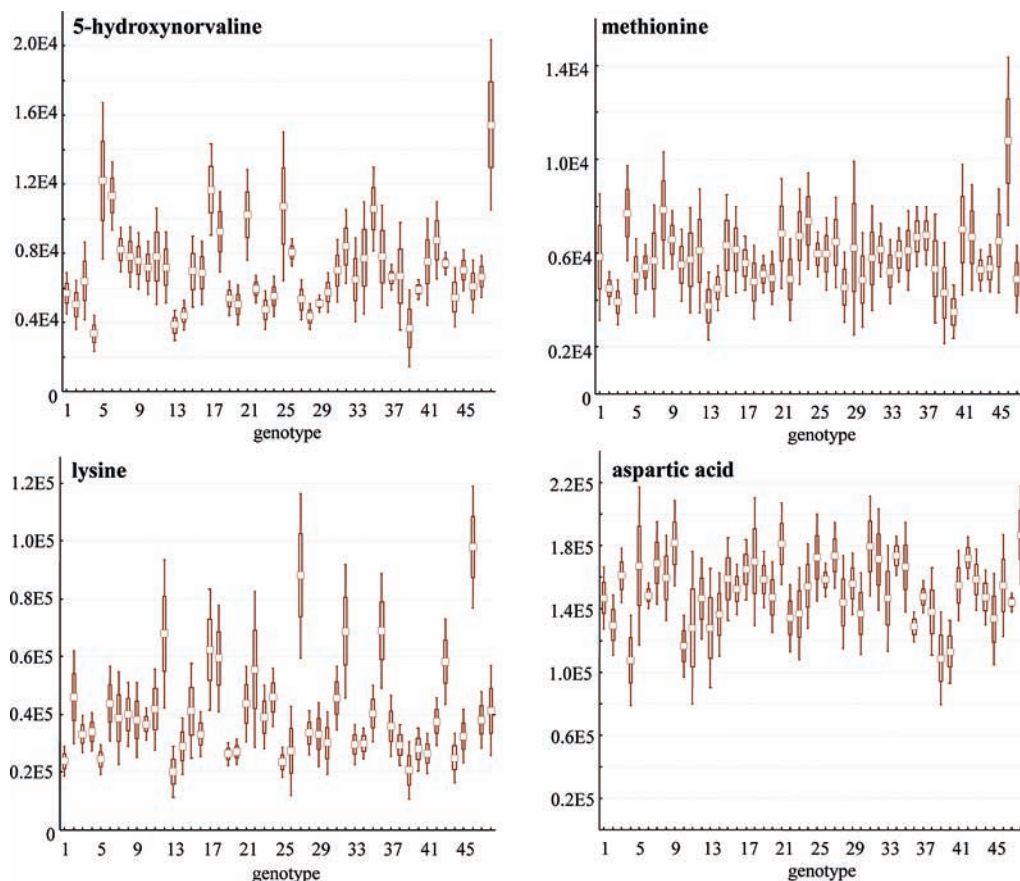 5-hydroxynorvaline
2.0E4
1.6E4
1.2E4
0.8E4
0.4E4
0
1 5 9 13 17 21 25 29 33 37 41 45
genotype
methionine
1.4E4
1.0E4
0.6E4
0.2E4
0
1 5 9 13 17 21 25 29 33 37 41 45
genotype
lysine
1.2E5
1.0E5
0.8E5
0.6E5
0.4E5
0.2E5
0
1 5 9 13 17 21 25 29 33 37 41 45
genotype
aspartic acid
2.2E5
1.8E5
1.4E5
1.0E5
0.6E5
0.2E5
1 5 9 13 17 21 25 29 33 37 41 45
genotype